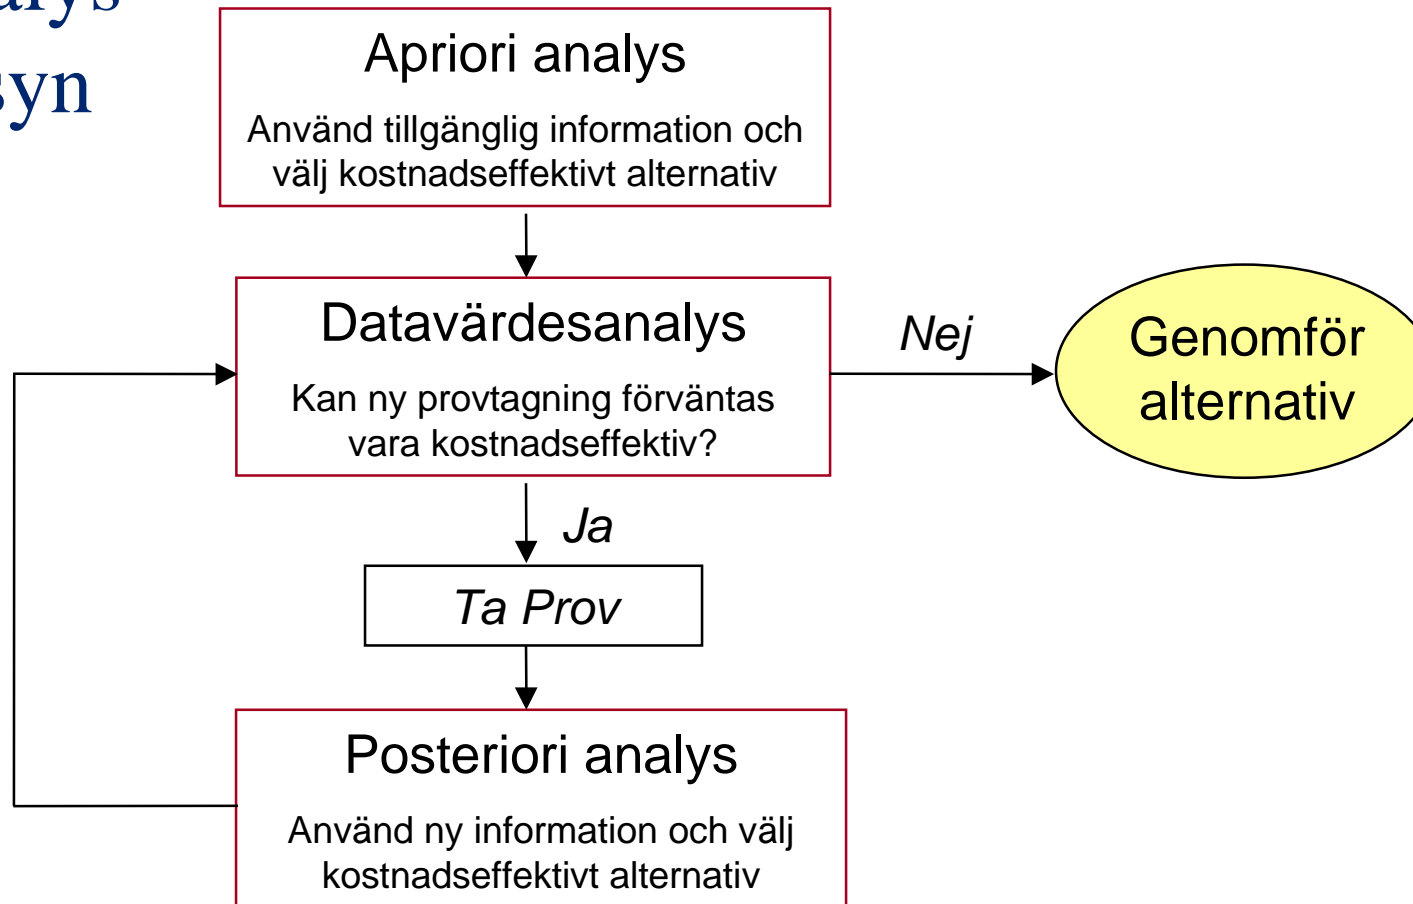 syn
Apriori analys
Använd tillgänglig information och
välj kostnadseffektivt alternativ
Datavärdesanalys
Kan ny provtagning förväntas
vara kostnadseffektiv?
Nej
Genomför
alternativ
Ja
Ta Prov
Posteriori analys
Använd ny information och välj
kostnadseffektivt alternativ